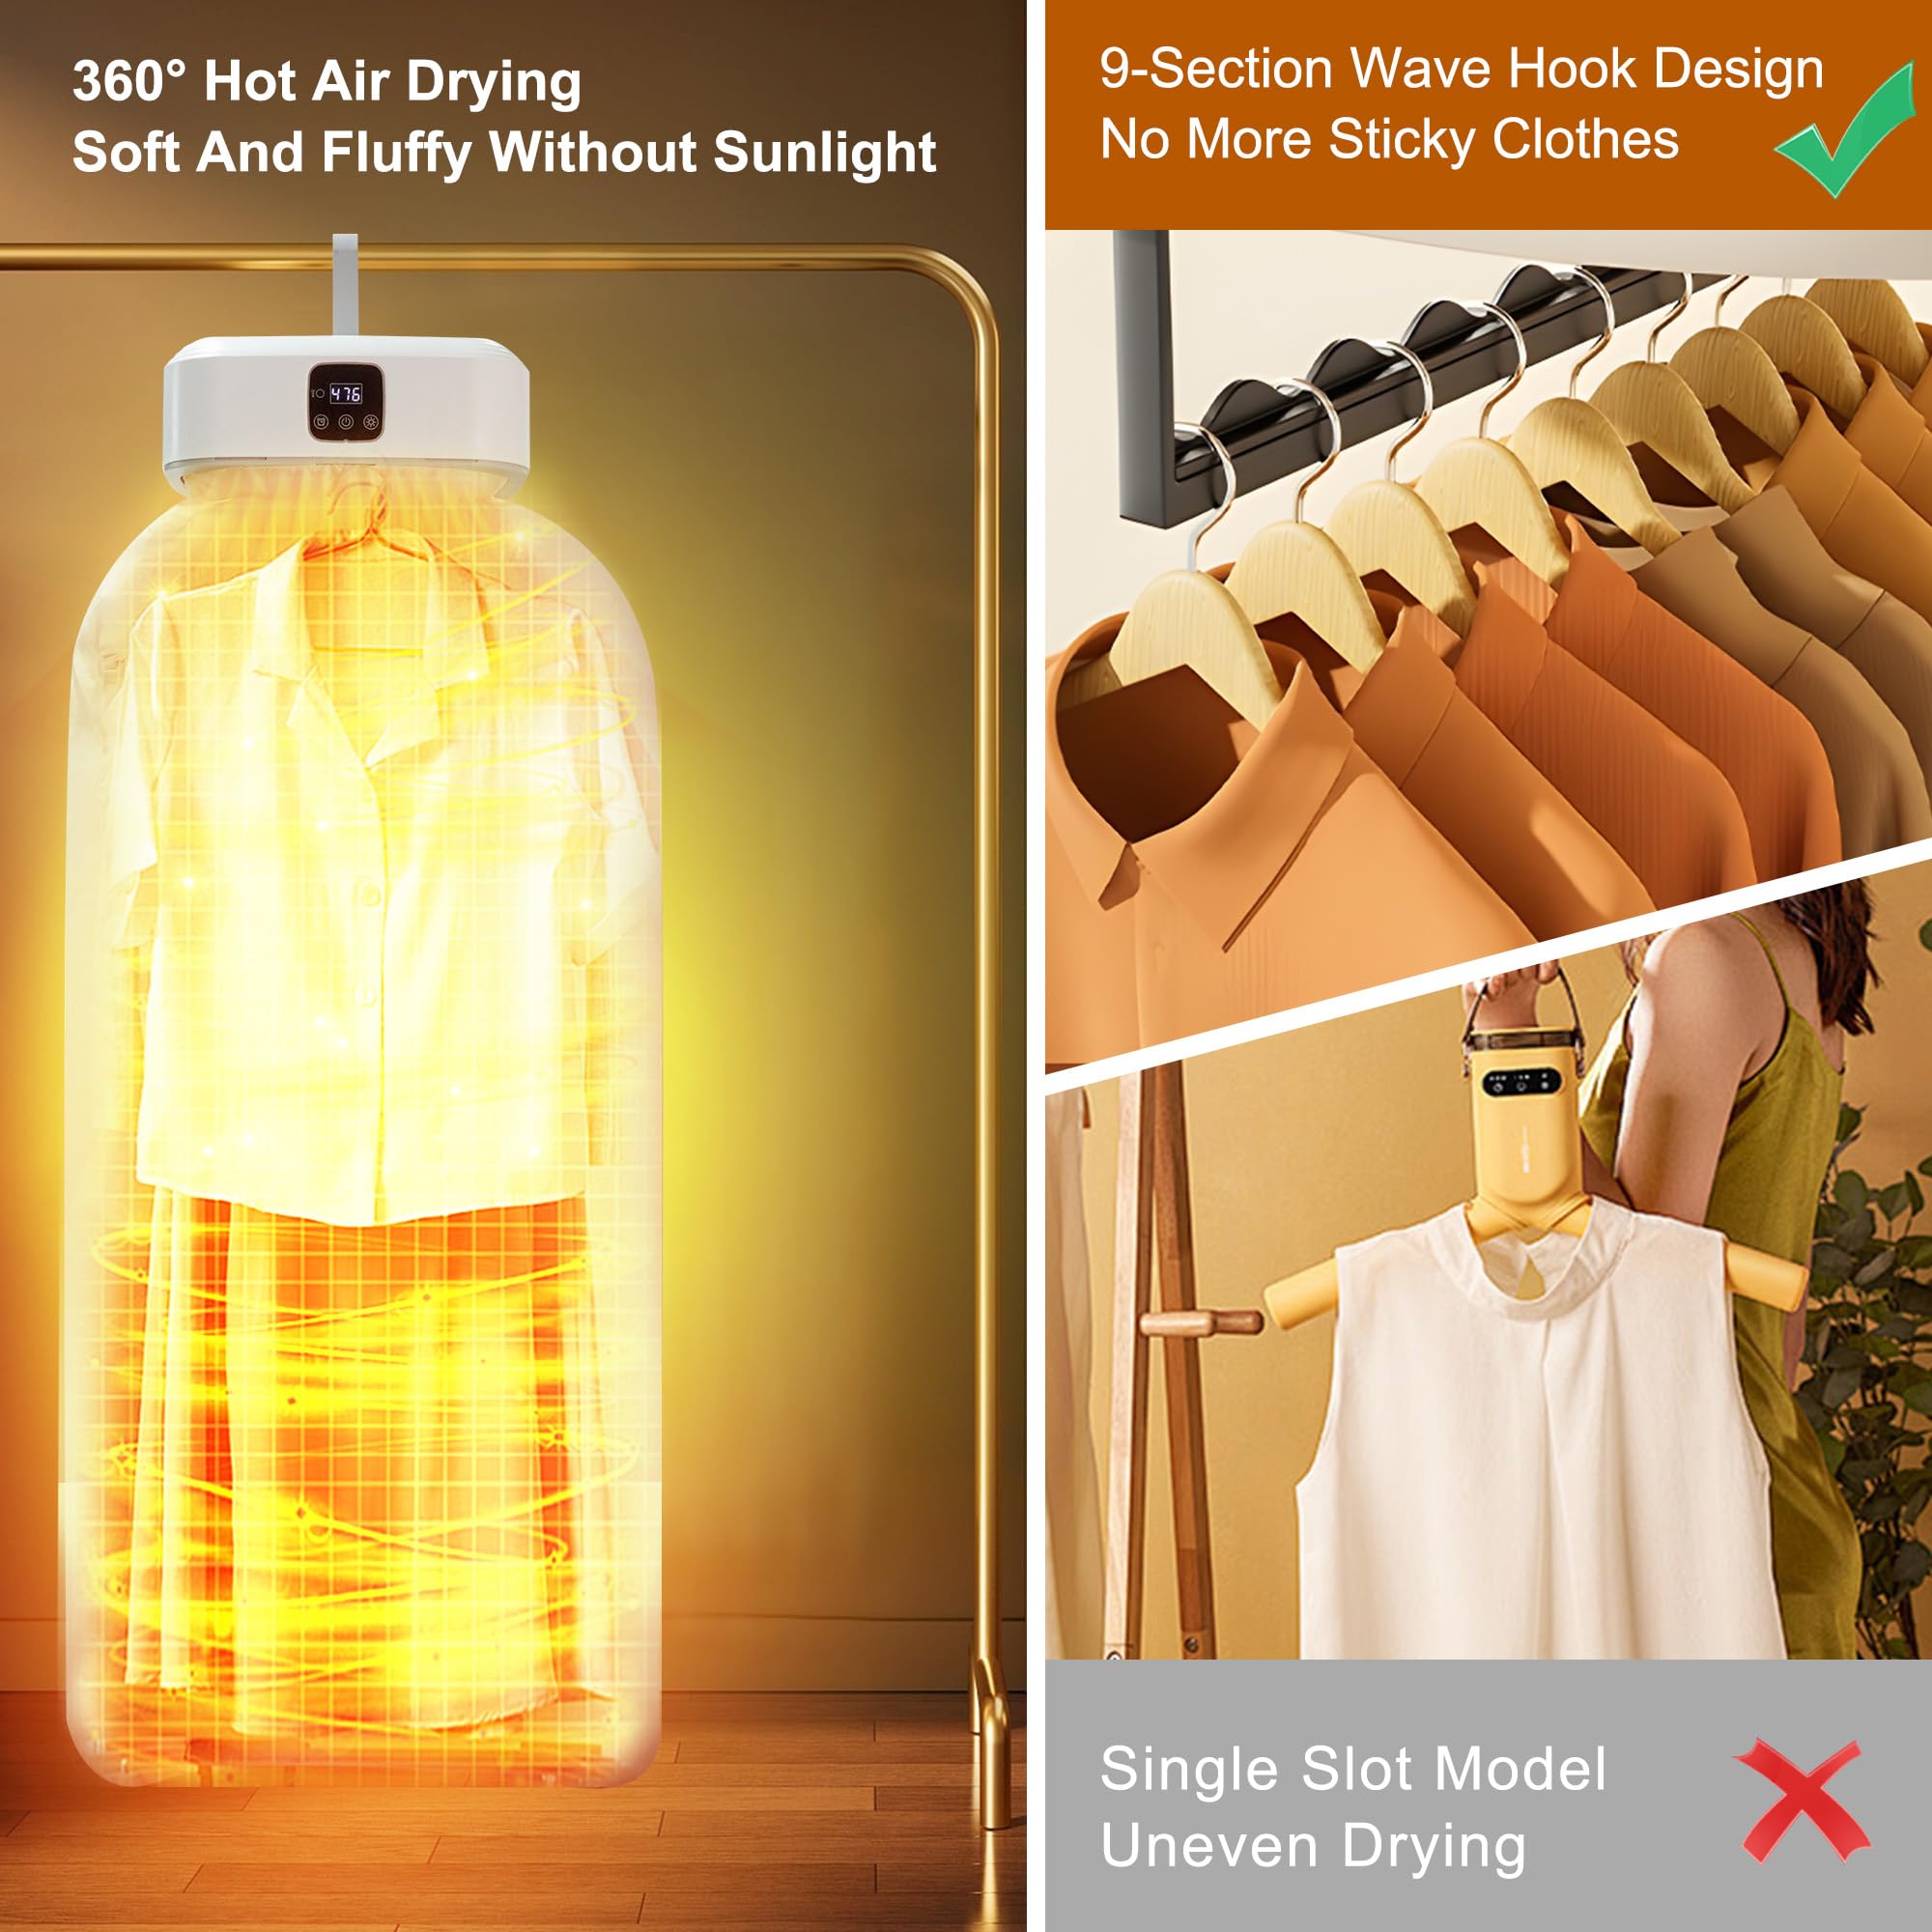 360° Hot Air Drying
Soft And Fluffy Without Sunlight
476
9-Section Wave Hook Design
No More Sticky Clothes
Single Slot Model
Uneven Drying